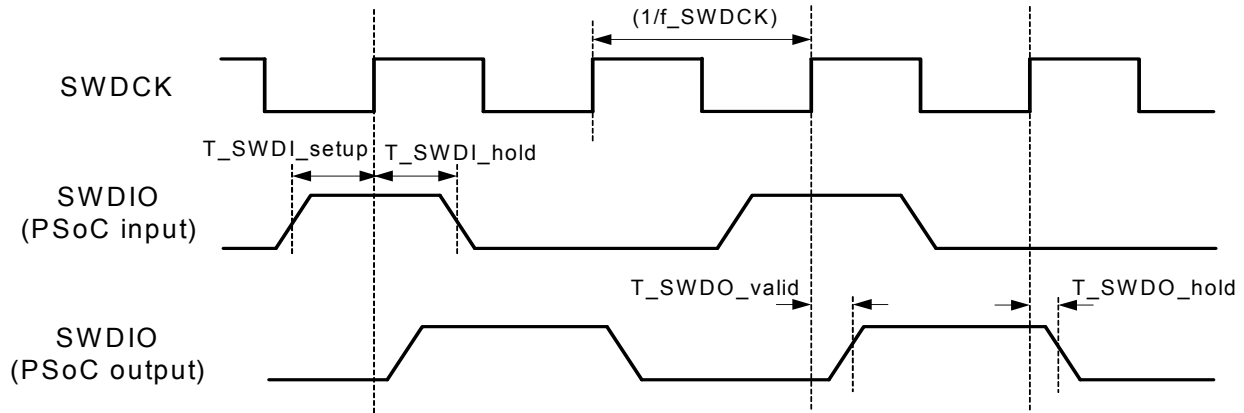 (1/f_SWDCK)
SWDCK
T_SWDI_setup T_SWDI_hold
SWDIO
(PSoC input)
T_SWDO_valid T_SWDO_hold
SWDIO
(PSoC output)